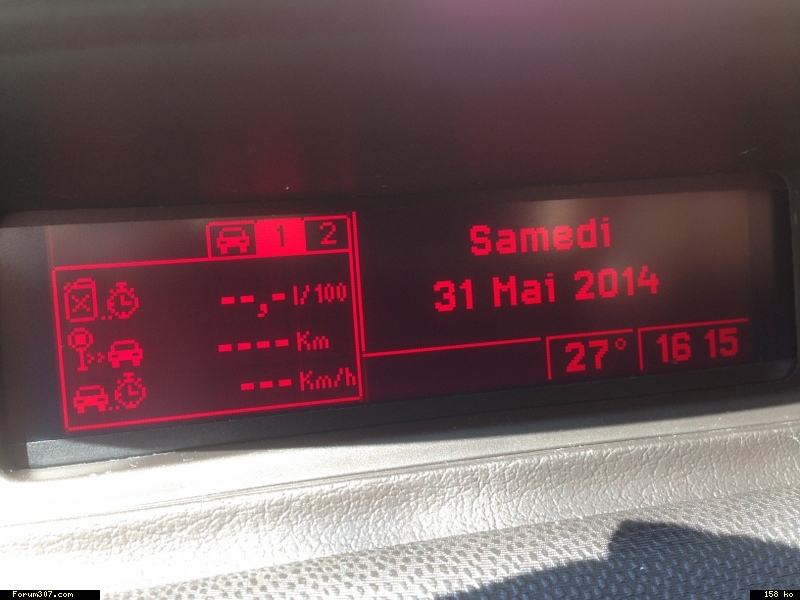 1 2
--,- l/100
---- Km
--- Km/h
Samedi
31 Mai 2014
27° 16 15
Forum307.com
158 ko